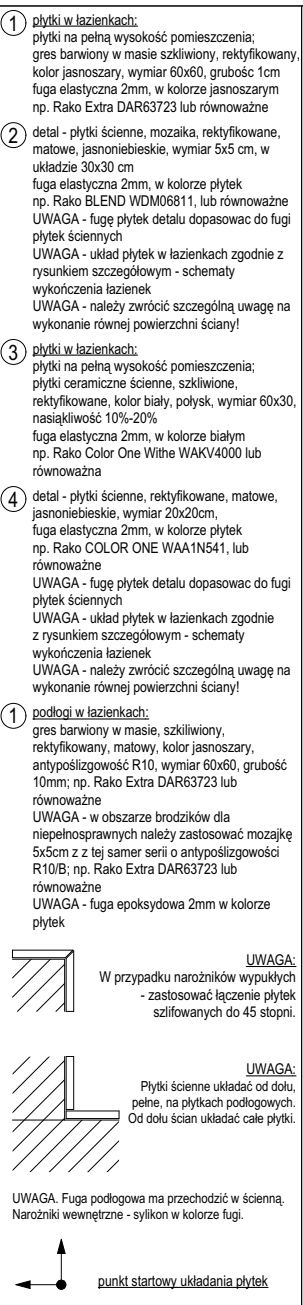 1 płytki w łazienkach:
płytki na pełną wysokość pomieszczenia;
gres barwiony w masie szkliwiony, rektyfikowany,
kolor jasnoszary, wymiar 60x60, grubośc 1cm
fuga elastyczna 2mm, w kolorze jasnoszarym
np. Rako Extra DAR63723 lub równoważne
2 detal - płytki ścienne, mozaika, rektyfikowane,
matowe, jasnoniebieskie, wymiar 5x5 cm, w
układzie 30x30 cm
fuga elastyczna 2mm, w kolorze płytek
np. Rako BLEND WDM06811, lub równoważne
UWAGA - fugę płytek detalu dopasowac do fugi
płytek ściennych
UWAGA - układ płytek w łazienkach zgodnie z
rysunkiem szczegółowym - schematy
wykończenia łazienek
UWAGA - należy zwrócić szczególną uwagę na
wykonanie równej powierzchni ściany!
3 płytki w łazienkach:
płytki na pełną wysokość pomieszczenia;
płytki ceramiczne ścienne, szkliwione,
rektyfikowane, kolor biały, połysk, wymiar 60x30,
nasiąkliwość 10%-20%
fuga elastyczna 2mm, w kolorze białym
np. Rako Color One Withe WAKV4000 lub
równoważna
4 detal - płytki ścienne, rektyfikowane, matowe,
jasnoniebieskie, wymiar 20x20cm,
fuga elastyczna 2mm, w kolorze płytek
np. Rako COLOR ONE WAA1N541, lub
równoważne
UWAGA - fugę płytek detalu dopasowac do fugi
płytek ściennych
UWAGA - układ płytek w łazienkach zgodnie
z rysunkiem szczegółowym - schematy
wykończenia łazienek
UWAGA - należy zwrócić szczególną uwagę na
wykonanie równej powierzchni ściany!
1 podłogi w łazienkach:
gres barwiony w masie, szkiliwiony,
rektyfikowany, matowy, kolor jasnoszary,
antypoślizgowość R10, wymiar 60x60, grubość
10mm; np. Rako Extra DAR63723 lub
równoważne
UWAGA - w obszarze brodzików dla
niepełnosprawnych należy zastosować mozajkę
5x5cm z z tej samer serii o antypoślizgowości
R10/B; np. Rako Extra DAR63723 lub
równoważne
UWAGA - fuga epoksydowa 2mm w kolorze
płytek
UWAGA:
W przypadku narożników wypukłych
- zastosować łączenie płytek
szlifowanych do 45 stopni.
UWAGA:
Płytki ścienne układać od dołu,
pełne, na płytkach podłogowych.
Od dołu ścian układać całe płytki.
UWAGA. Fuga podłogowa ma przechodzić w ścienną.
Narożniki wewnętrzne - sylikon w kolorze fugi.
punkt startowy układania płytek